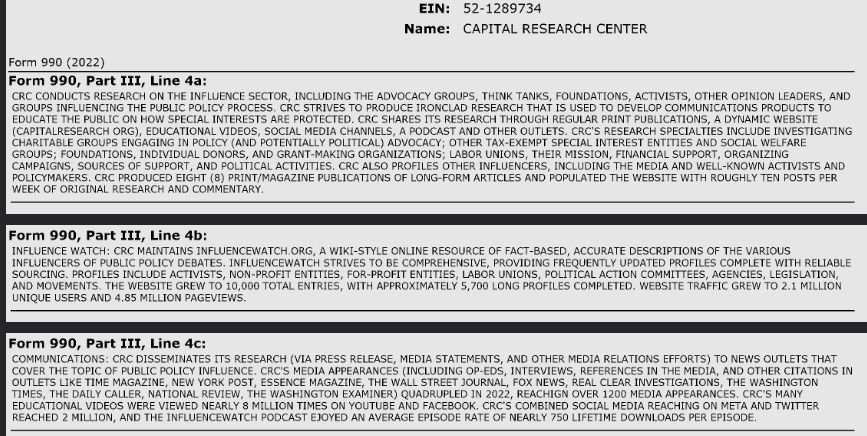 EIN: 52-1289734
Name: CAPITAL RESEARCH CENTER
Form 990 (2022)
Form 990, Part III, Line 4a:
CRC CONDUCTS RESEARCH ON THE INFLUENCE SECTOR, INCLUDING THE ADVOCACY GROUPS, THINK TANKS, FOUNDATIONS, ACTIVISTS, OTHER OPINION LEADERS, AND
GROUPS INFLUENCING THE PUBLIC POLICY PROCESS. CRC STRIVES TO PRODUCE IRONCLAD RESEARCH THAT IS USED TO DEVELOP COMMUNICATIONS PRODUCTS TO
EDUCATE THE PUBLIC ON HOW SPECIAL INTERESTS ARE PROTECTED. CRC SHARES ITS RESEARCH THROUGH REGULAR PRINT PUBLICATIONS, A DYNAMIC WEBSITE
(CAPITALRESEARCH ORG), EDUCATIONAL VIDEOS, SOCIAL MEDIA CHANNELS, A PODCAST AND OTHER OUTLETS. CRC'S RESEARCH SPECIALTIES INCLUDE INVESTIGATING
CHARITABLE GROUPS ENGAGING IN POLICY (AND POTENTIALLY POLITICAL) ADVOCACY; OTHER TAX-EXEMPT SPECIAL INTEREST ENTITIES AND SOCIAL WELFARE
GROUPS; FOUNDATIONS, INDIVIDUAL DONORS, AND GRANT-MAKING ORGANIZATIONS; LABOR UNIONS, THEIR MISSION, FINANCIAL SUPPORT, ORGANIZING
CAMPAIGNS, SOURCES OF SUPPORT, AND POLITICAL ACTIVITIES. CRC ALSO PROFILES OTHER INFLUENCERS, INCLUDING THE MEDIA AND WELL-KNOWN ACTIVISTS AND
POLICYMAKERS. CRC PRODUCED EIGHT (8) PRINT/MAGAZINE PUBLICATIONS OF LONG-FORM ARTICLES AND POPULATED THE WEBSITE WITH ROUGHLY TEN POSTS PER
WEEK OF ORIGINAL RESEARCH AND COMMENTARY.
Form 990, Part III, Line 4b:
INFLUENCE WATCH: CRC MAINTAINS INFLUENCEWATCH.ORG, A WIKI-STYLE ONLINE RESOURCE OF FACT-BASED, ACCURATE DESCRIPTIONS OF THE VARIOUS
INFLUENCERS OF PUBLIC POLICY DEBATES. INFLUENCEWATCH STRIVES TO BE COMPREHENSIVE, PROVIDING FREQUENTLY UPDATED PROFILES COMPLETE WITH RELIABLE
SOURCING. PROFILES INCLUDE ACTIVISTS, NON-PROFIT ENTITIES, FOR-PROFIT ENTITIES, LABOR UNIONS, POLITICAL ACTION COMMITTEES, AGENCIES, LEGISLATION,
AND MOVEMENTS. THE WEBSITE GREW TO 10,000 TOTAL ENTRIES, WITH APPROXIMATELY 5,700 LONG PROFILES COMPLETED. WEBSITE TRAFFIC GREW TO 2.1 MILLION
UNIQUE USERS AND 4.85 MILLION PAGEVIEWS.
Form 990, Part III, Line 4c:
COMMUNICATIONS: CRC DISSEMINATES ITS RESEARCH (VIA PRESS RELEASE, MEDIA STATEMENTS, AND OTHER MEDIA RELATIONS EFFORTS) TO NEWS OUTLETS THAT
COVER THE TOPIC OF PUBLIC POLICY INFLUENCE. CRC'S MEDIA APPEARANCES (INCLUDING OP-EDS, INTERVIEWS, REFERENCES IN THE MEDIA, AND OTHER CITATIONS IN
OUTLETS LIKE TIME MAGAZINE, NEW YORK POST, ESSENCE MAGAZINE, THE WALL STREET JOURNAL, FOX NEWS, REAL CLEAR INVESTIGATIONS, THE WASHINGTON
TIMES, THE DAILY CALLER, NATIONAL REVIEW, THE WASHINGTON EXAMINER) QUADRUPLED IN 2022, REACHIGN OVER 1200 MEDIA APPEARANCES. CRC'S MANY
EDUCATIONAL VIDEOS WERE VIEWED NEARLY 8 MILLION TIMES ON YOUTUBE AND FACEBOOK. CRC'S COMBINED SOCIAL MEDIA REACHING ON META AND TWITTER
REACHED 2 MILLION, AND THE INFLUENCEWATCH PODCAST EJOYED AN AVERAGE EPISODE RATE OF NEARLY 750 LIFETIME DOWNLOADS PER EPISODE.